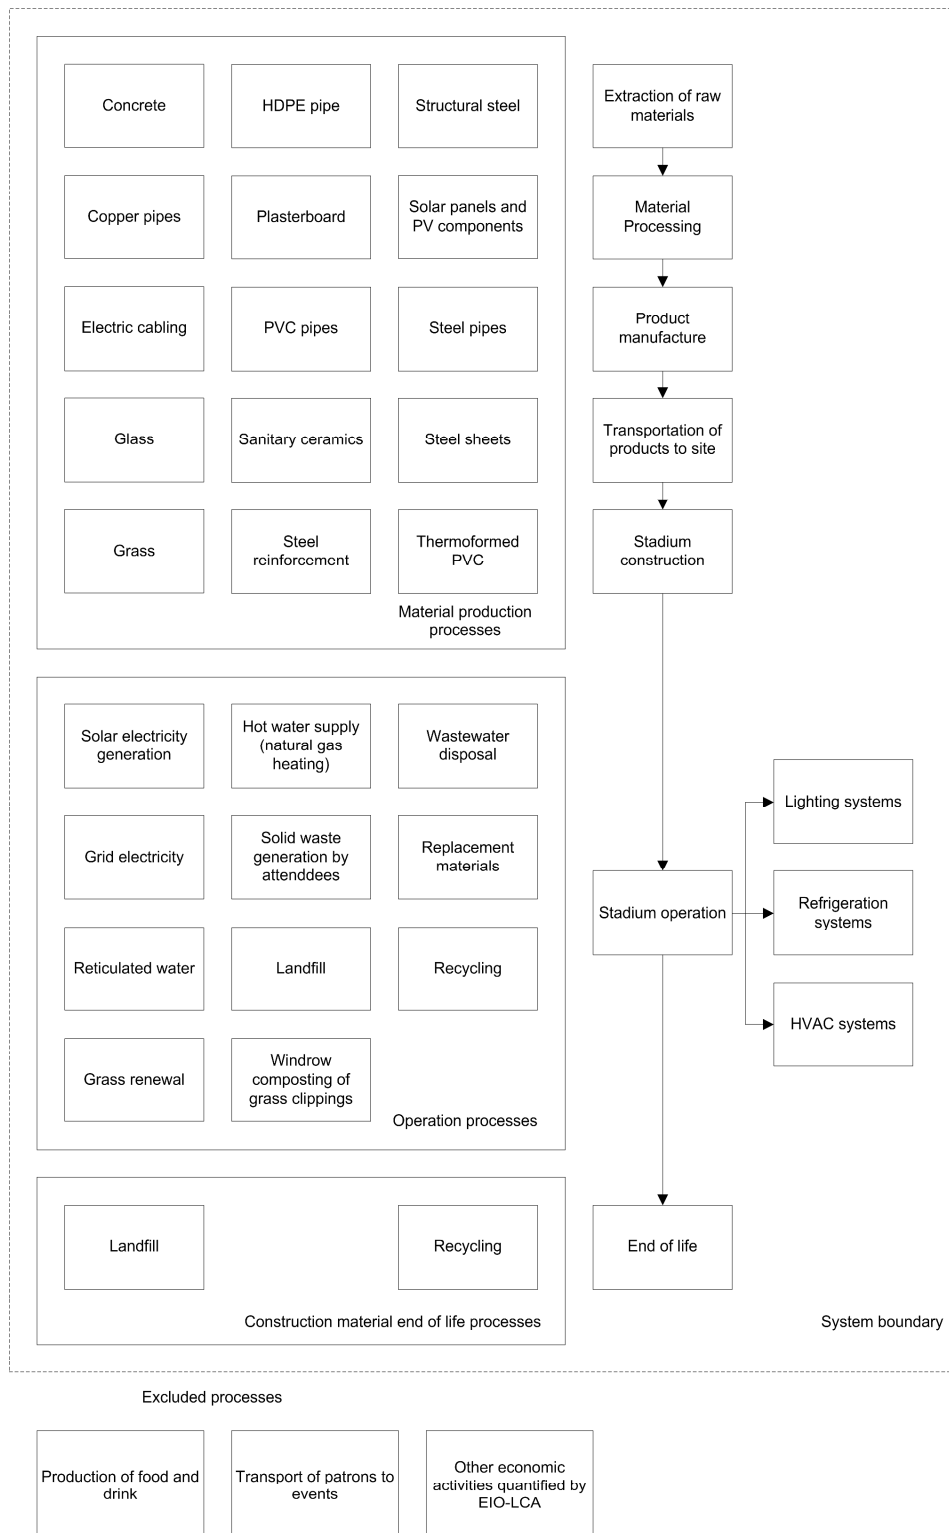 Concrete
HDPE pipe
Structural steel
Extraction of raw
materials
Copper pipes
Plasterboard
Solar panels and
PV components
Material
Processing
Electric cabling
PVC pipes
Steel pipes
Product
manufacture
Glass
Sanitary ceramics
Steel sheets
Transportation of
products to site
Grass
Steel
reinforcement
Thermoformed
PVC
Stadium
construction
Material production
processes
Solar electricity
generation
Hot water supply
(natural gas
heating)
Wastewater
disposal
Lighting systems
Grid electricity
Solid waste
generation by
attenddees
Replacement
materials
Stadium operation
Refrigeration
systems
Reticulated water
Landfill
Recycling
HVAC systems
Grass renewal
Windrow
composting of
grass clippings
Operation processes
Landfill
Recycling
End of life
Construction material end of life processes
System boundary
Excluded processes
Production of food and
drink
Transport of patrons to
events
Other economic
activities quantified by
EIO-LCA